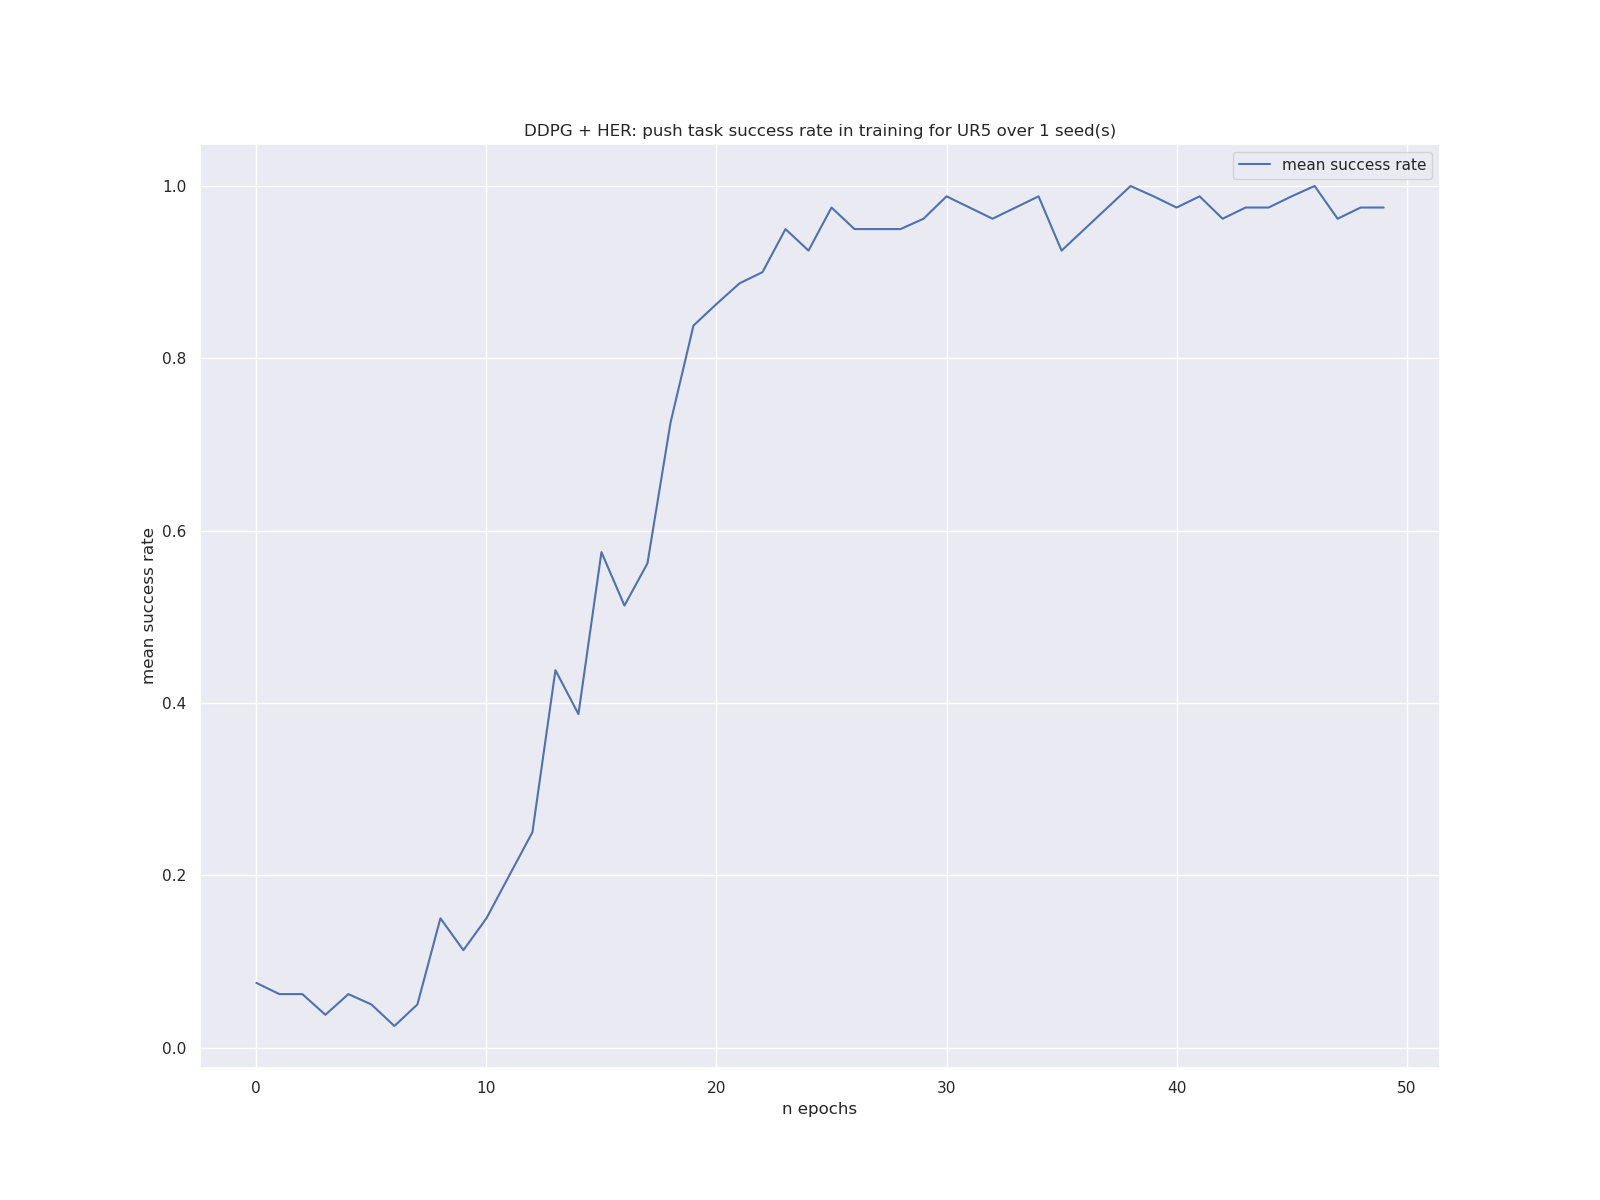 DDPG + HER: push task success rate in training for UR5 over 1 seed(s)
mean success rate
1.0
0.8
0.6
0.4
0.2
0.0
mean success rate
0 10 20 30 40 50
n epochs